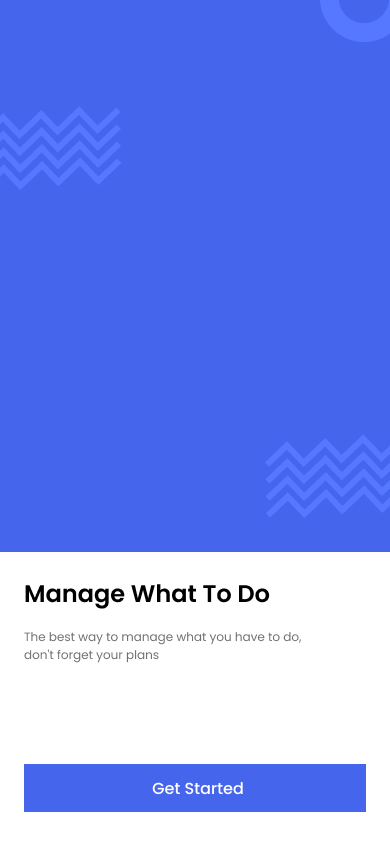 Manage What To Do
The best way to manage what you have to do,
don't forget your plans
Get Started